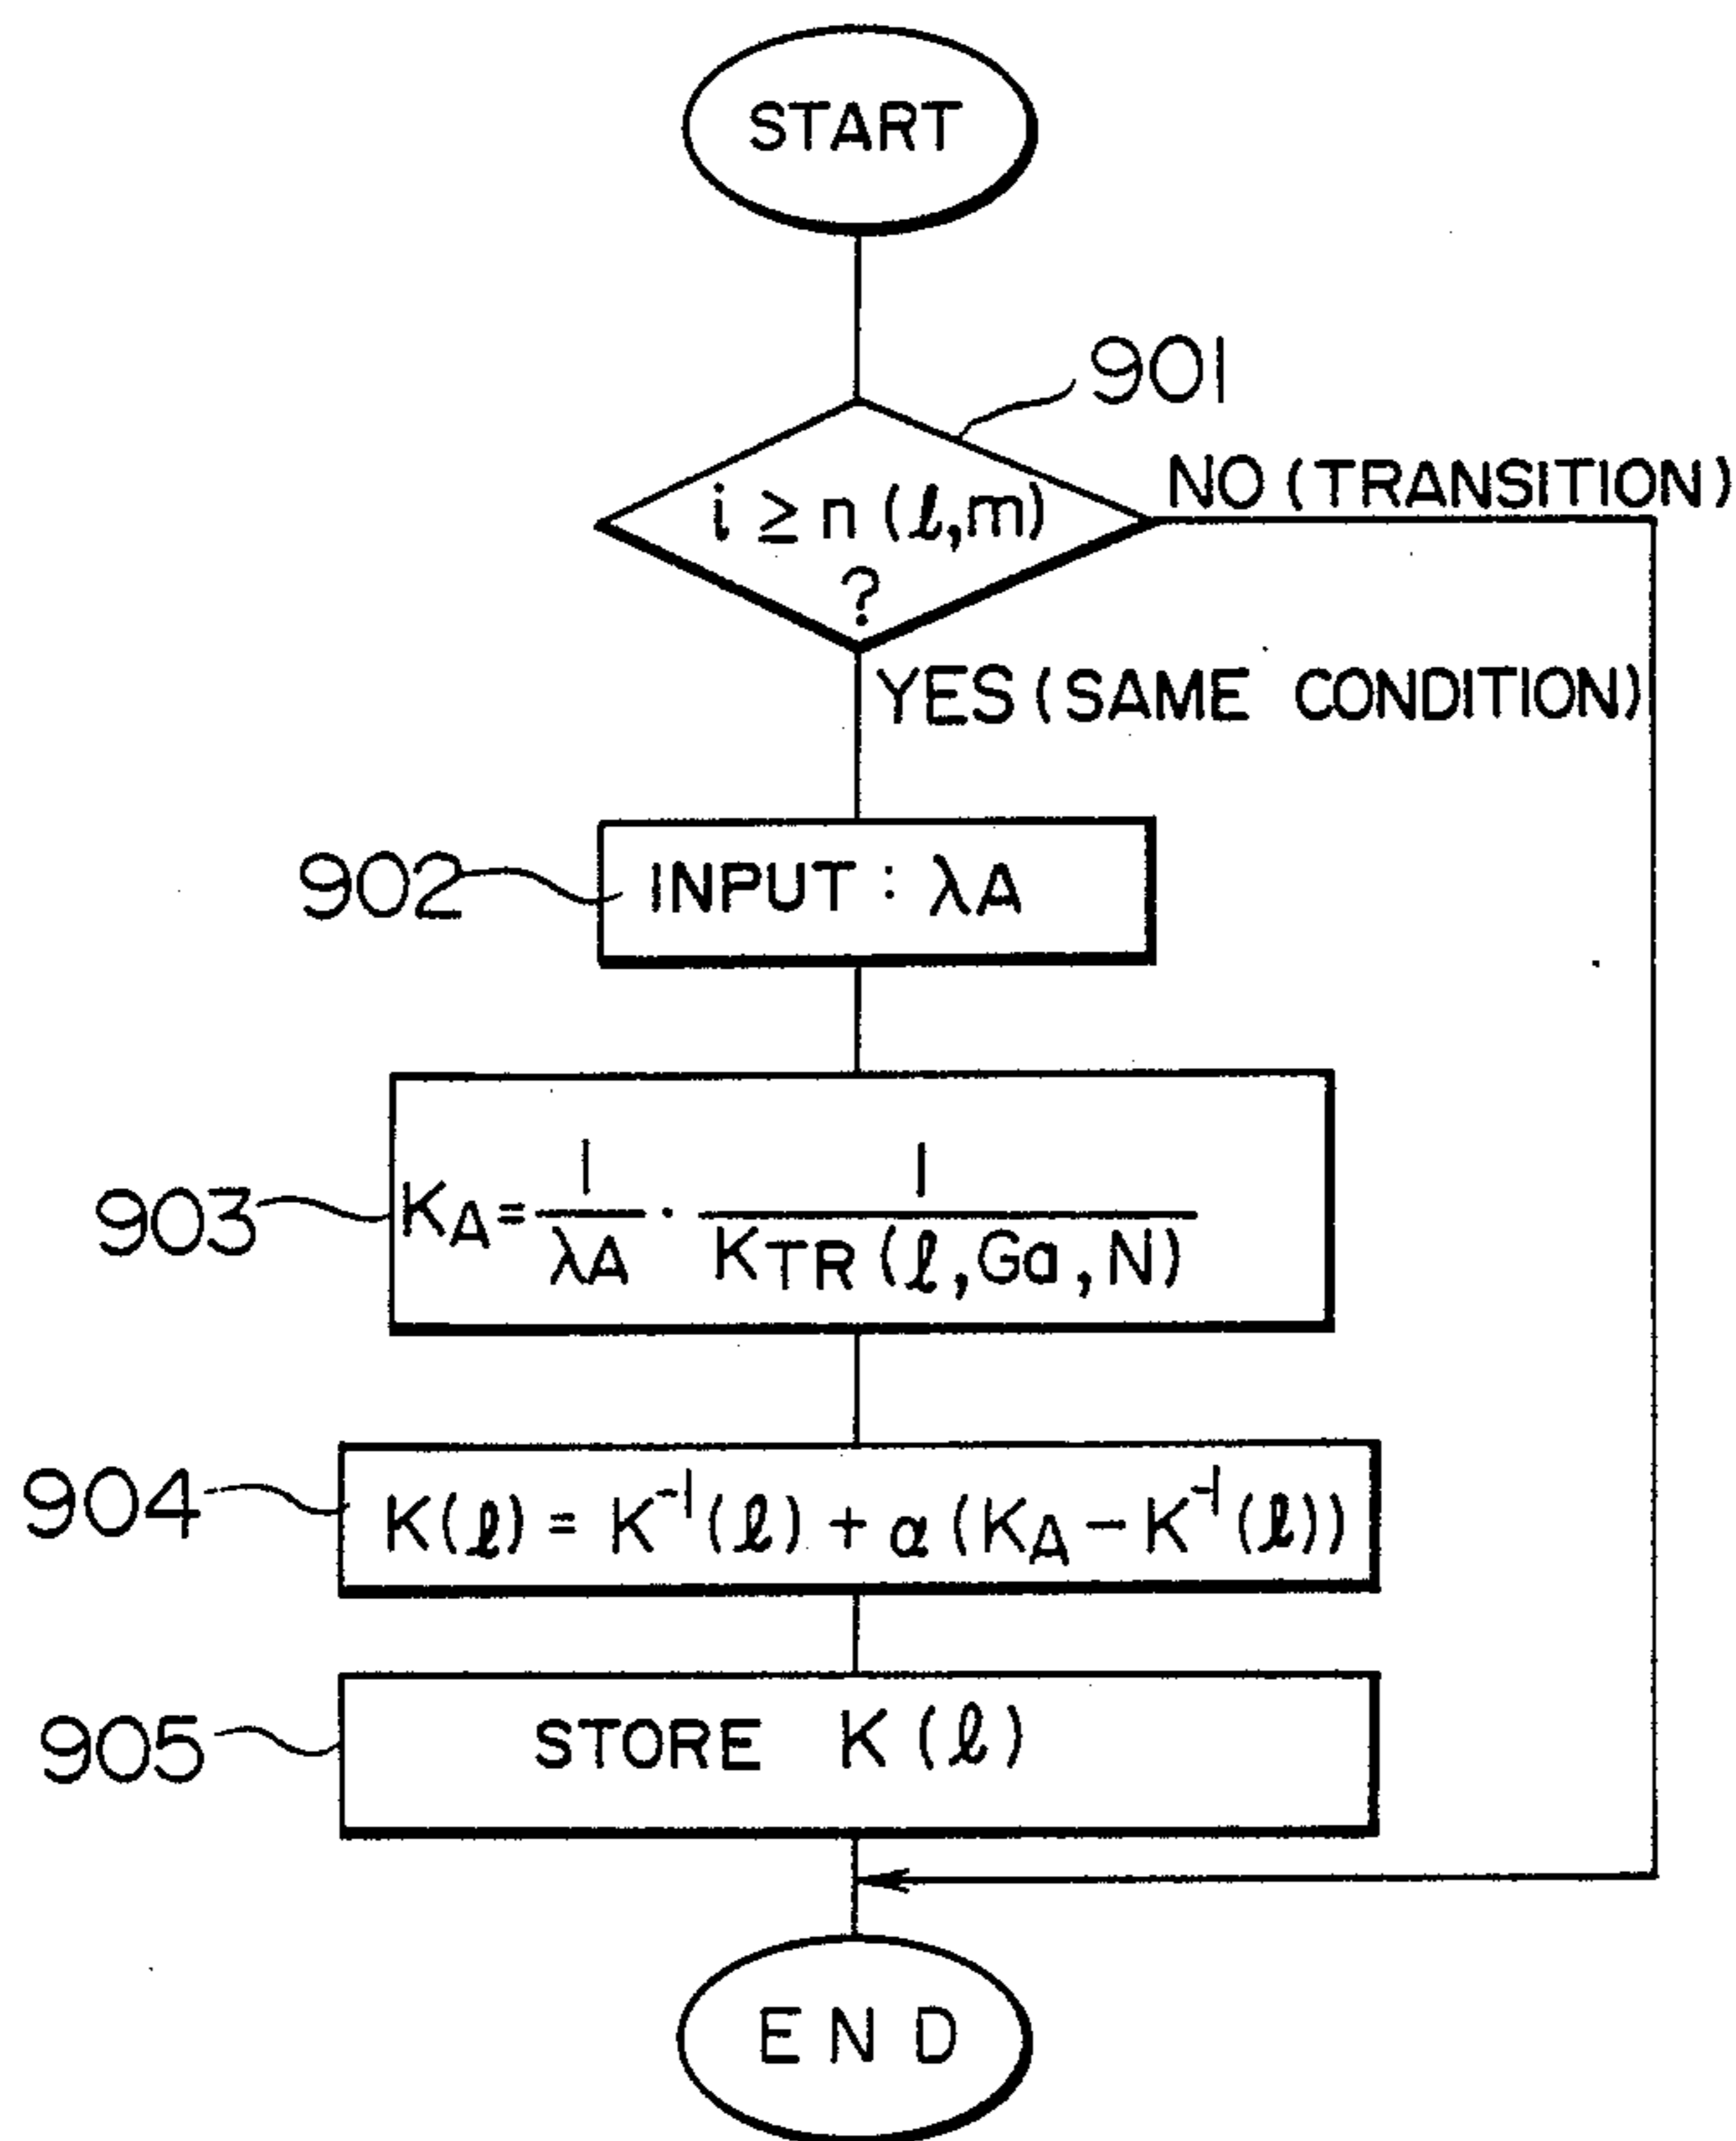 START
901
i ≥ n (ℓ,m)
?
NO (TRANSITION)
YES (SAME CONDITION)
902
INPUT : λA
903
KA = 1/λA · 1/KTR (ℓ, Ga, N)
904
K(ℓ) = K⁻¹(ℓ) + α (KA − K⁻¹(ℓ))
905
STORE K (ℓ)
END